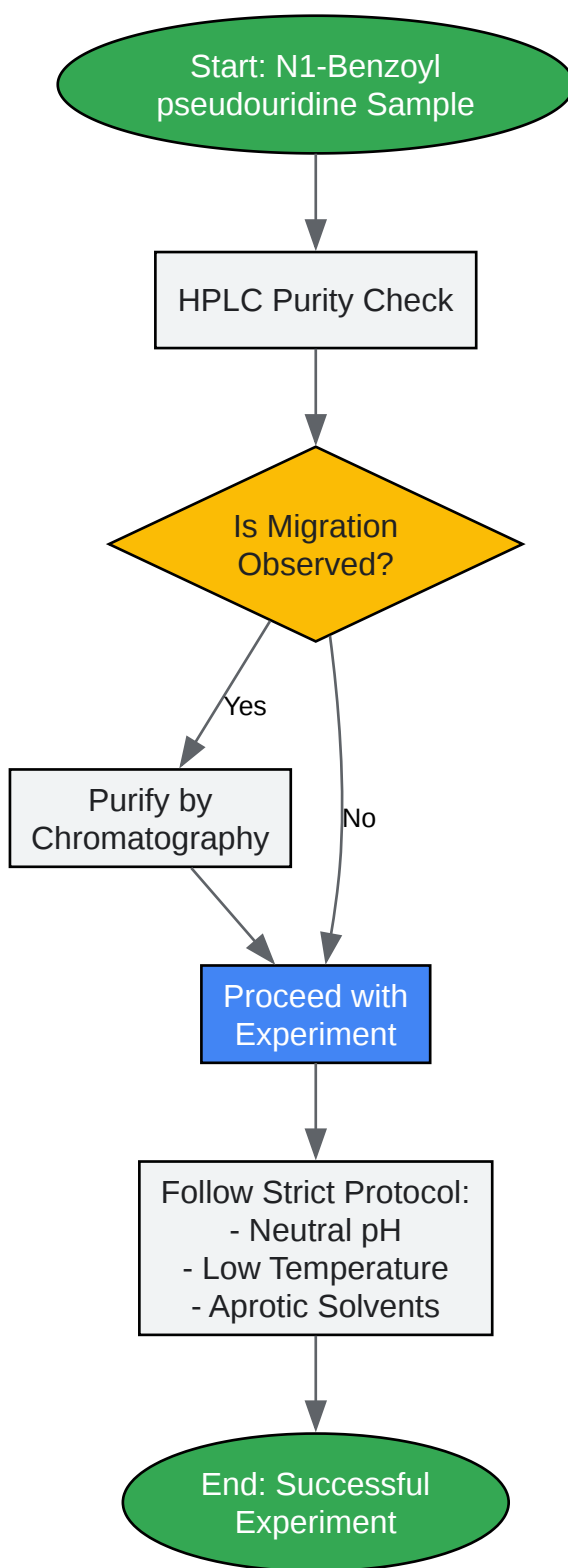 Start: N1-Benzoyl
pseudouridine Sample
HPLC Purity Check
Is Migration
Observed?
Yes
Purify by
Chromatography
No
Proceed with
Experiment
Follow Strict Protocol:
- Neutral pH
- Low Temperature
- Aprotic Solvents
End: Successful
Experiment